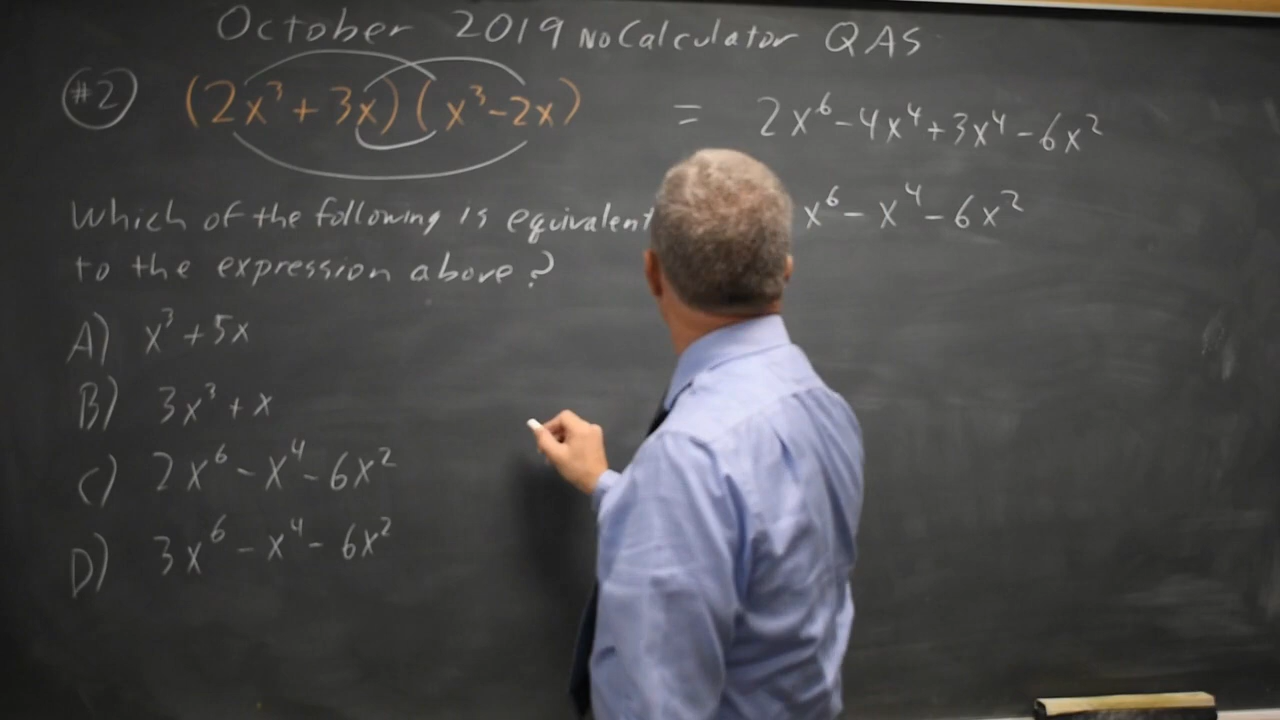 October 2019 No Calculator QAS
#2 (2x³ + 3x)(x³ - 2x) = 2x⁶ - 4x⁴ + 3x⁴ - 6x²
Which of the following is equivalent
x⁶ - x⁴ - 6x²
to the expression above?
A) x³ + 5x
B) 3x³ + x
C) 2x⁶ - x⁴ - 6x²
D) 3x⁶ - x⁴ - 6x²